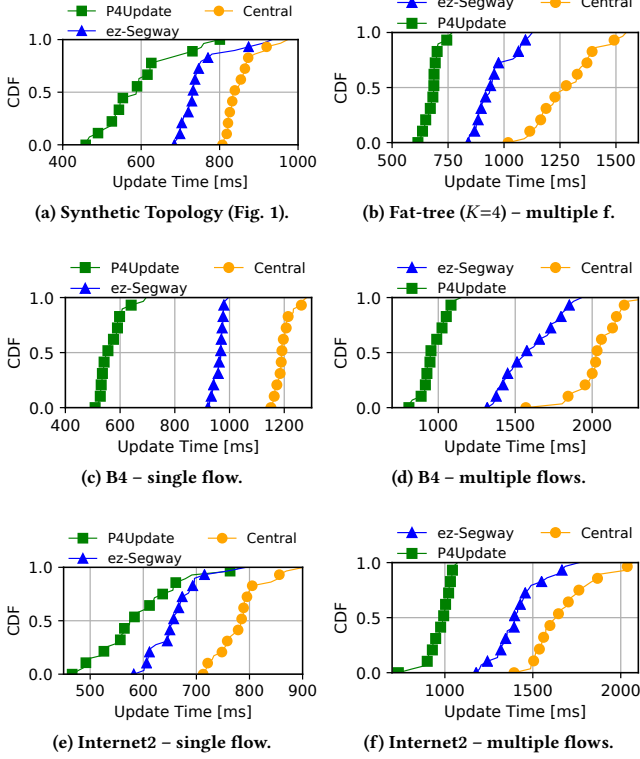 P4Update
Central
ez-Segway
1.0
0.5
0.0
CDF
400
600
800
1000
Update Time [ms]
(a) Synthetic Topology (Fig. 1).
ez-Segway
Central
P4Update
1.0
0.5
0.0
CDF
500
750
1000
1250
1500
Update Time [ms]
(b) Fat-tree (K=4) – multiple f.
P4Update
Central
ez-Segway
1.0
0.5
0.0
CDF
400
600
800
1000
1200
Update Time [ms]
(c) B4 – single flow.
ez-Segway
Central
P4Update
1.0
0.5
0.0
CDF
1000
1500
2000
Update Time [ms]
(d) B4 – multiple flows.
P4Update
Central
ez-Segway
1.0
0.5
0.0
CDF
500
600
700
800
900
Update Time [ms]
(e) Internet2 – single flow.
ez-Segway
Central
P4Update
1.0
0.5
0.0
CDF
1000
1500
2000
Update Time [ms]
(f) Internet2 – multiple flows.